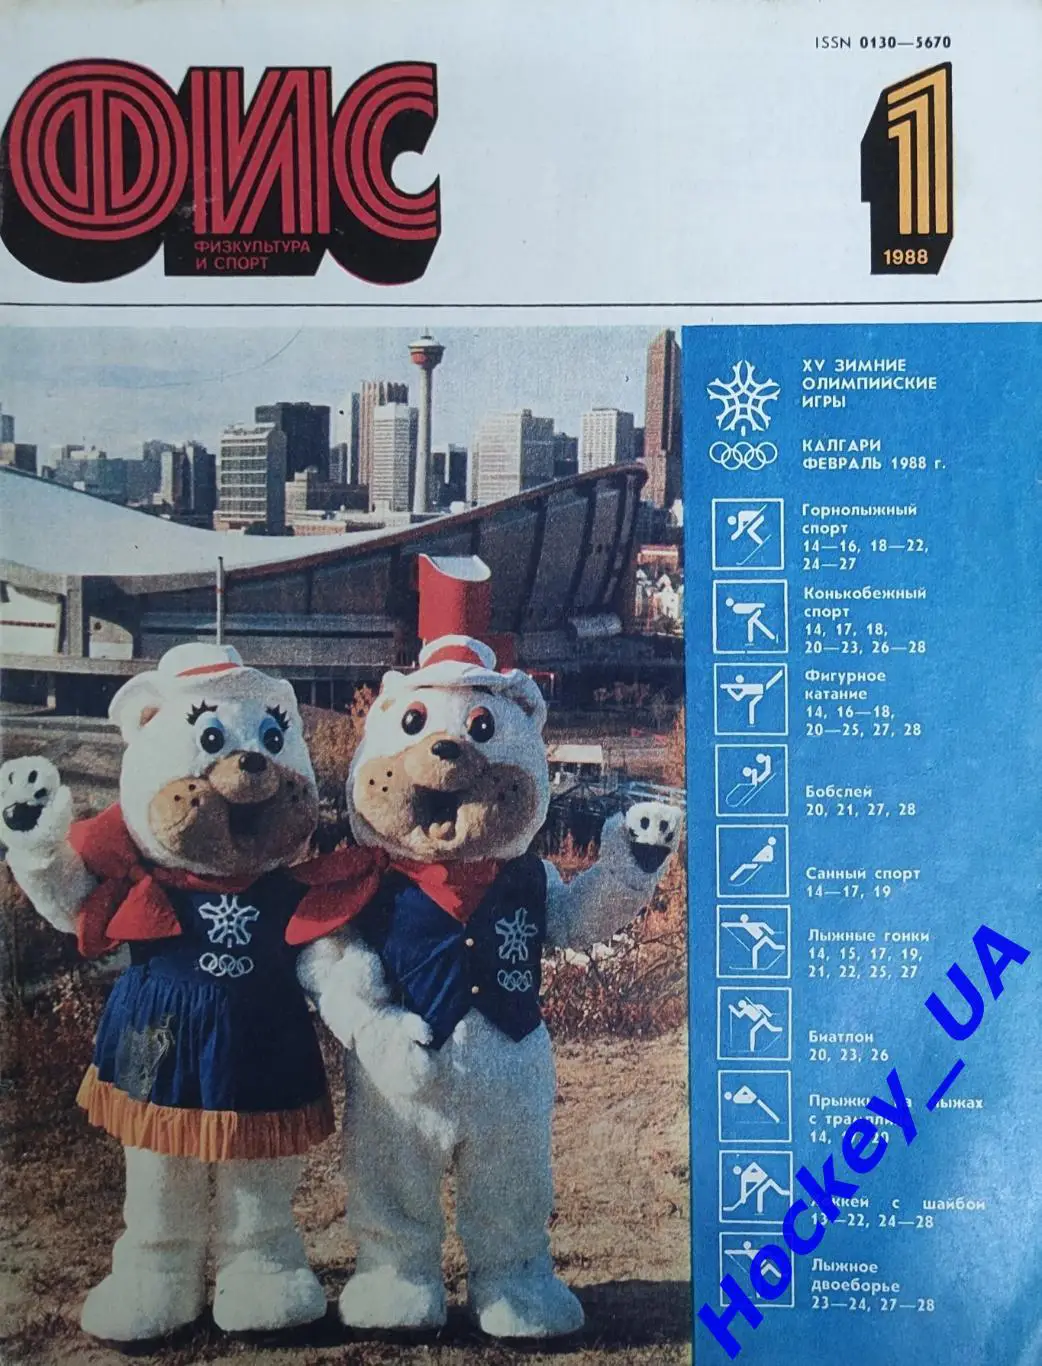 ISSN 0130—5670
ФИС
ФИЗКУЛЬТУРА
И СПОРТ
1
1988
XV ЗИМНИЕ
ОЛИМПИЙСКИЕ
ИГРЫ
КАЛГАРИ
ФЕВРАЛЬ 1988 г.
Горнолыжный
спорт
14—16, 18—22,
24—27
Конькобежный
спорт
14, 17, 18,
20—23, 26—28
Фигурное
катание
14, 16—18,
20—25, 27, 28
Бобслей
20, 21, 27, 28
Санный спорт
14—17, 19
Лыжные гонки
14, 15, 17, 19,
21, 22, 25, 27
Биатлон
20, 23, 26
с
14, 20
с шайбой
13—22, 24—28
Лыжное
двоеборье
23—24, 27—28
Hockey_UA